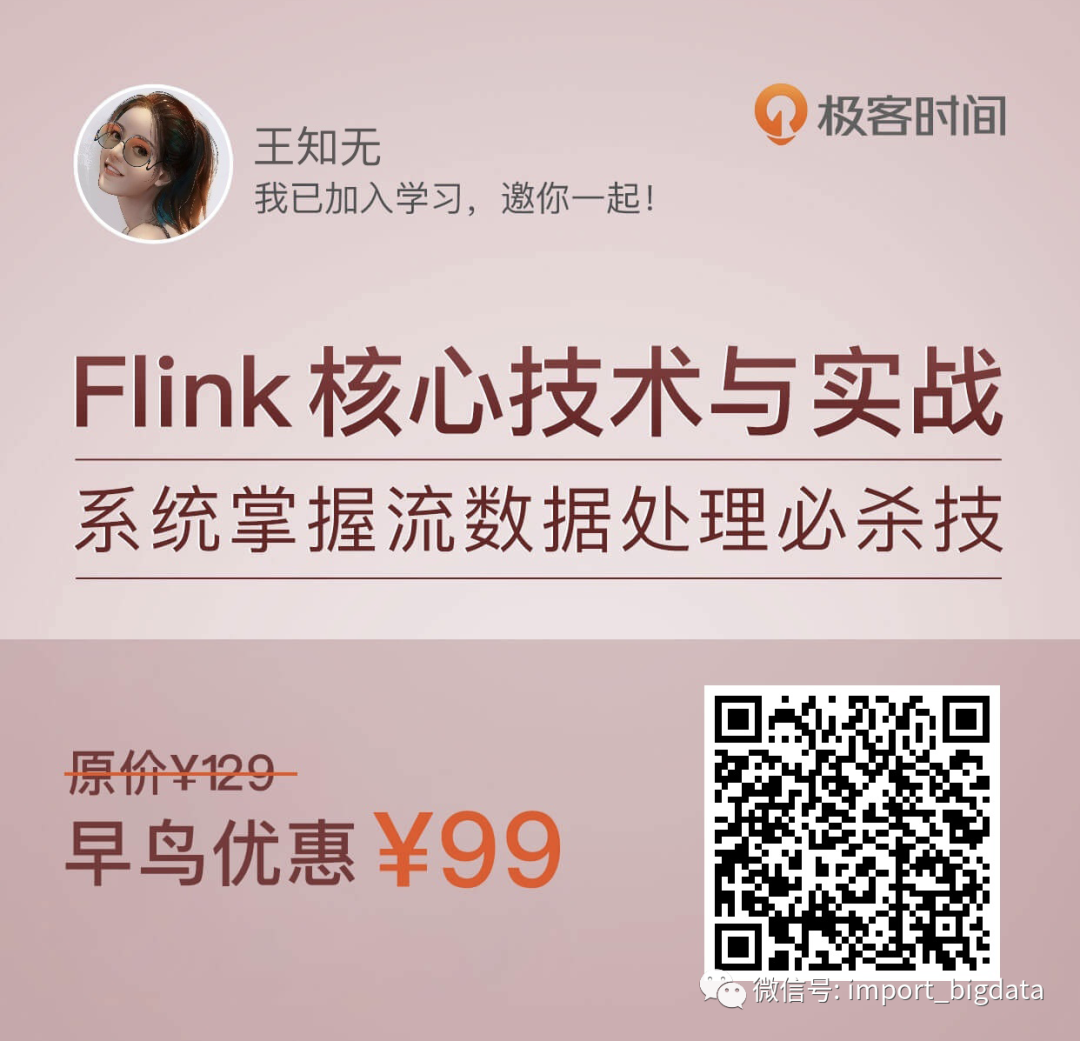 王知无
我已加入学习，邀你一起！
极客时间
Flink 核心技术与实战
系统掌握流数据处理必杀技
原价¥129
早鸟优惠 ¥99
微信号: import_bigdata